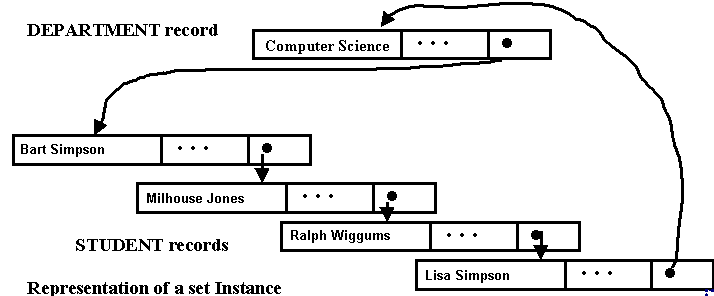 DEPARTMENT record
Computer Science . . .
Bart Simpson . . .
Milhouse Jones . . .
Ralph Wiggums . . .
STUDENT records
Lisa Simpson . . .
Representation of a set Instance